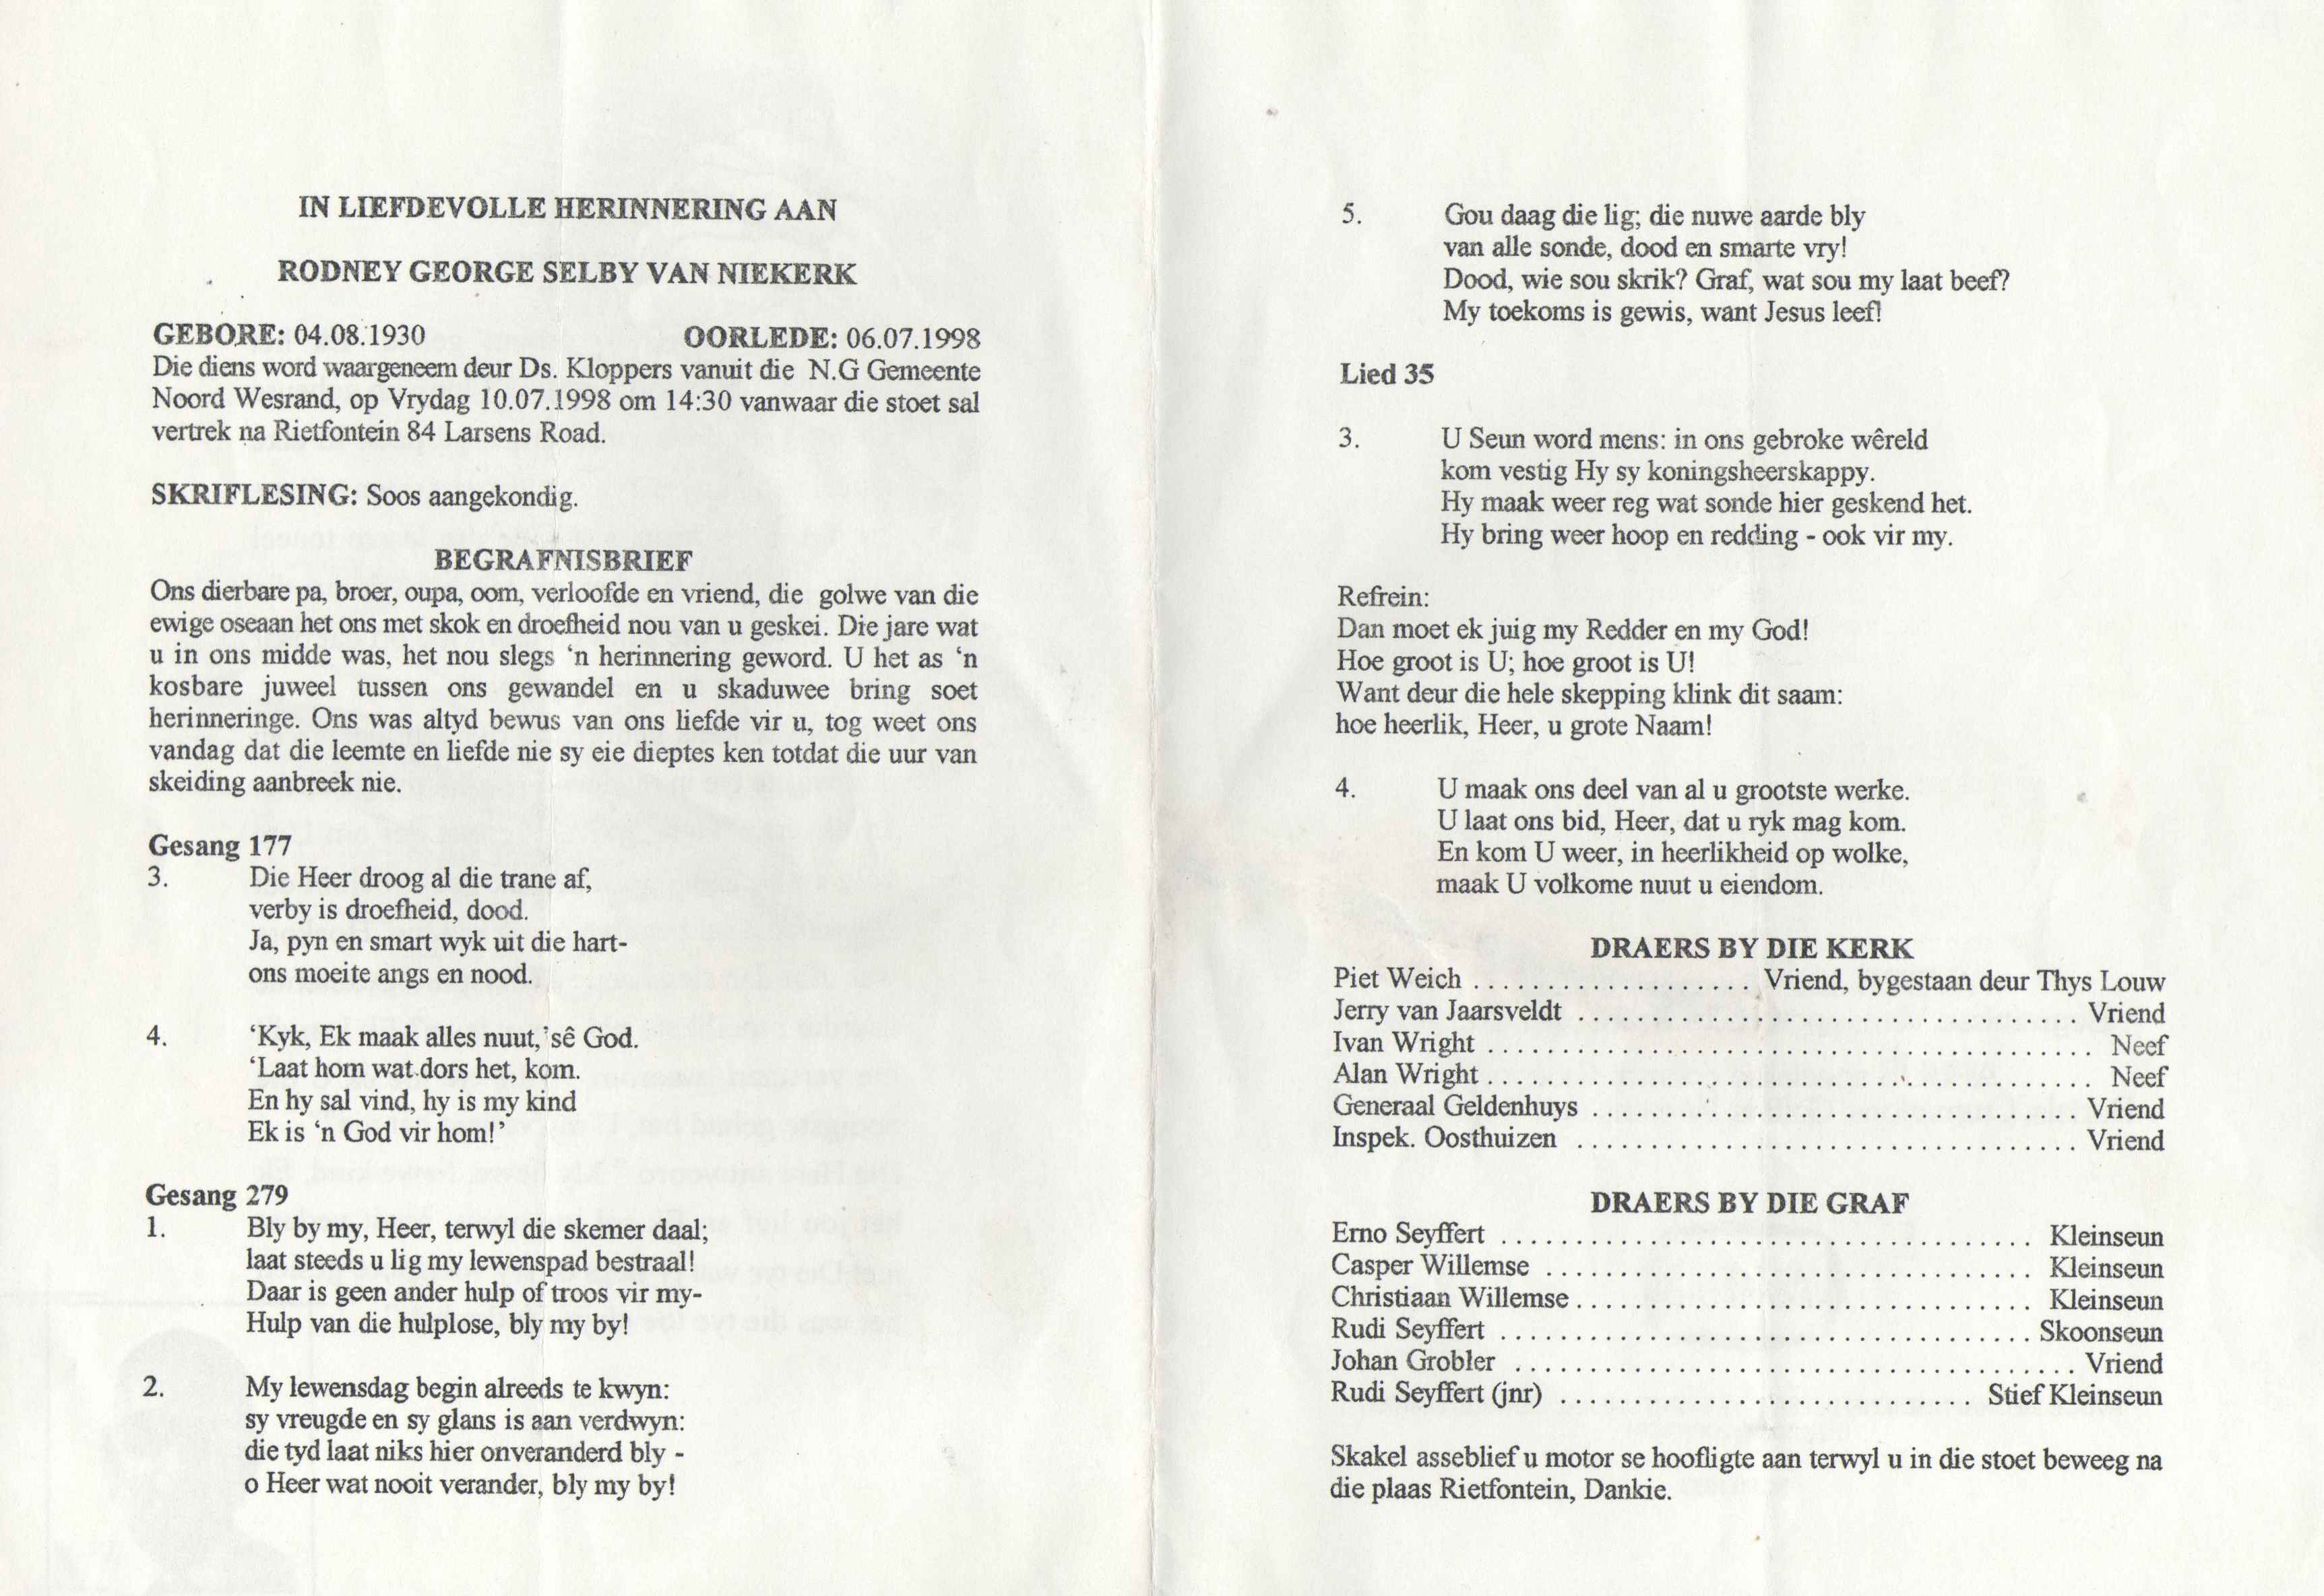 IN LIEFDEVOLLE HERINNERING AAN
RODNEY GEORGE SELBY VAN NIEKERK
GEBORE: 04.08.1930 OORLEDE: 06.07.1998
Die diens word waargeneem deur Ds. Kloppers vanuit die N.G Gemeente
Noord Wesrand, op Vrydag 10.07.1998 om 14:30 vanwaar die stoet sal
vertrek na Rietfontein 84 Larsens Road.
SKRIFLESING: Soos aangekondig.
BEGRAFNISBRIEF
Ons dierbare pa, broer, oupa, oom, verloofde en vriend, die golwe van die
ewige oseaan het ons met skok en droefheid nou van u geskei. Die jare wat
u in ons midde was, het nou slegs ‘n herinnering geword. U het as ‘n
kosbare juweel tussen ons gewandel en u skaduwee bring soet
herinneringe. Ons was altyd bewus van ons liefde vir u, tog weet ons
vandag dat die leemte en liefde nie sy eie dieptes ken totdat die uur van
skeiding aanbreek nie.
Gesang 177
3. Die Heer droog al die trane af,
verby is droefheid, dood.
Ja, pyn en smart wyk uit die hart-
ons moeite angs en nood.
4. ‘Kyk, Ek maak alles nuut,’sê God.
‘Laat hom wat dors het, kom.
En hy sal vind, hy is my kind
Ek is ‘n God vir hom!’
Gesang 279
1. Bly by my, Heer, terwyl die skemer daal;
laat steeds u lig my lewenspad bestraal!
Daar is geen ander hulp of troos vir my-
Hulp van die hulplose, bly my by!
2. My lewensdag begin alreeds te kwyn:
sy vreugde en sy glans is aan verdwyn:
die tyd laat niks hier onveranderd bly -
o Heer wat nooit verander, bly my by!
5. Gou daag die lig; die nuwe aarde bly
van alle sonde, dood en smarte vry!
Dood, wie sou skrik? Graf, wat sou my laat beef?
My toekoms is gewis, want Jesus leef!
Lied 35
3. U Seun word mens: in ons gebroke wêreld
kom vestig Hy sy koningsheerskappy.
Hy maak weer reg wat sonde hier geskend het.
Hy bring weer hoop en redding - ook vir my.
Refrein:
Dan moet ek juig my Redder en my God!
Hoe groot is U; hoe groot is U!
Want deur die hele skepping klink dit saam:
hoe heerlik, Heer, u grote Naam!
4. U maak ons deel van al u grootste werke.
U laat ons bid, Heer, dat u ryk mag kom.
En kom U weer, in heerlikheid op wolke,
maak U volkome nuut u eiendom.
DRAERS BY DIE KERK
Piet Weich ................... Vriend, bygestaan deur Thys Louw
Jerry van Jaarsveldt .................................. Vriend
Ivan Wright ......................................... Neef
Alan Wright ......................................... Neef
Generaal Geldenhuys ................................. Vriend
Inspek. Oosthuizen .................................. Vriend
DRAERS BY DIE GRAF
Erno Seyffert .................................... Kleinseun
Casper Willemse ................................. Kleinseun
Christiaan Willemse ............................... Kleinseun
Rudi Seyffert .................................... Skoonseun
Johan Grobler ...................................... Vriend
Rudi Seyffert (jnr) ............................ Stief Kleinseun
Skakel asseblief u motor se hoofligte aan terwyl u in die stoet beweeg na
die plaas Rietfontein, Dankie.